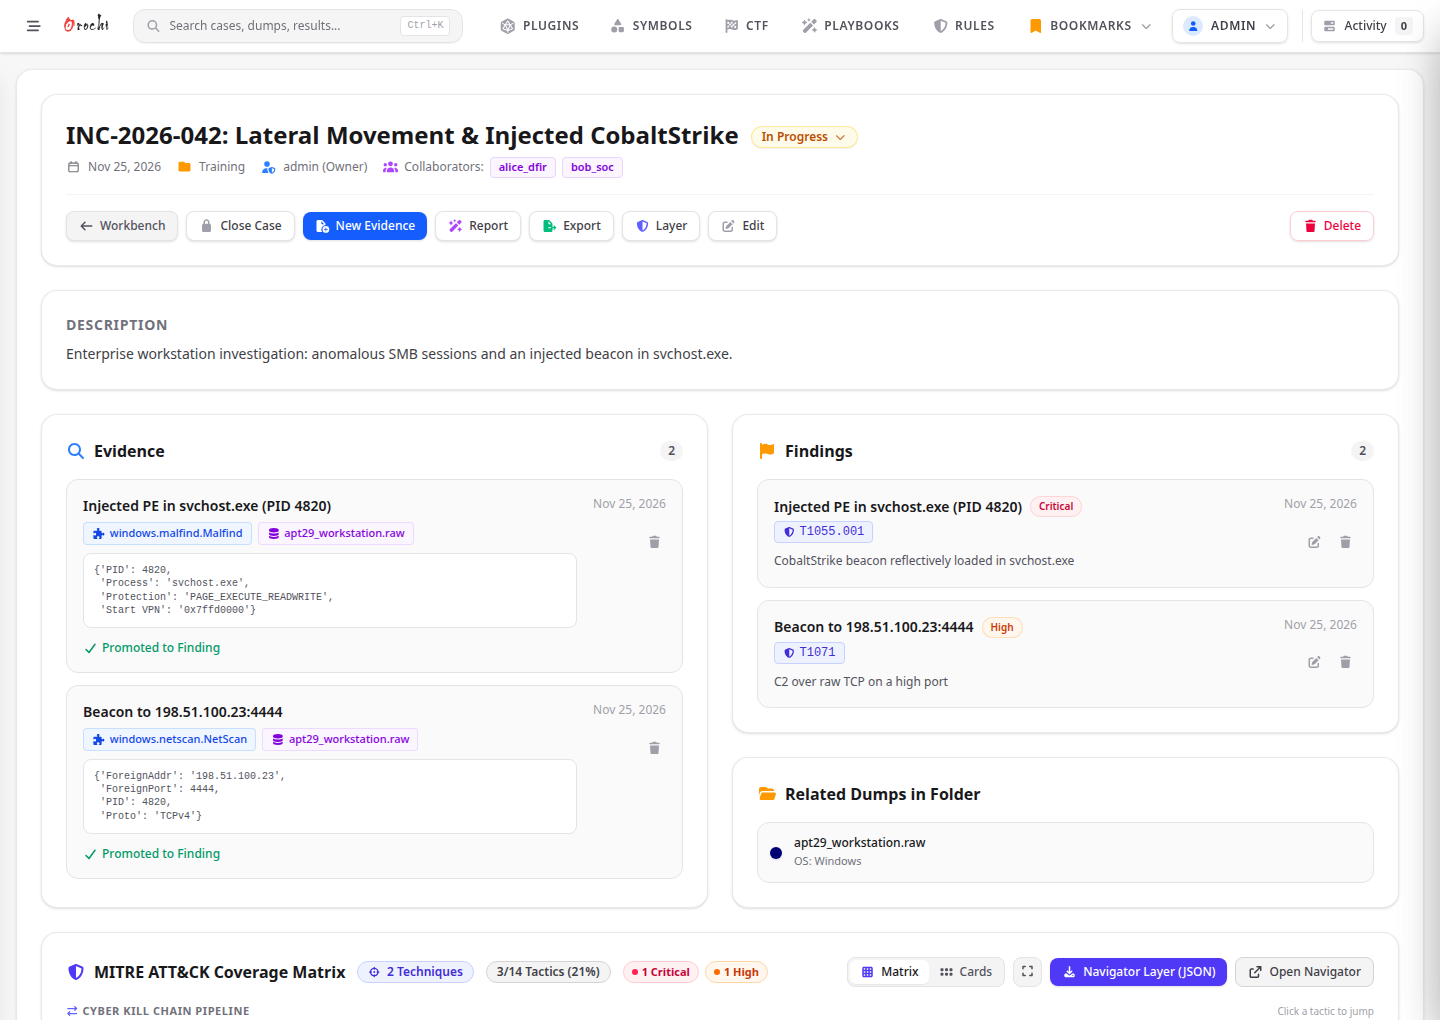 Orochi
Search cases, dumps, results...
Ctrl+K
PLUGINS
SYMBOLS
CTF
PLAYBOOKS
RULES
BOOKMARKS
ADMIN
Activity 0
INC-2026-042: Lateral Movement & Injected CobaltStrike
In Progress
Nov 25, 2026
Training
admin (Owner)
Collaborators:
alice_dfir
bob_soc
Workbench
Close Case
New Evidence
Report
Export
Layer
Edit
Delete
DESCRIPTION
Enterprise workstation investigation: anomalous SMB sessions and an injected beacon in svchost.exe.
Evidence
2
Injected PE in svchost.exe (PID 4820)
Nov 25, 2026
windows.malfind.Malfind
apt29_workstation.raw
{'PID': 4820,
'Process': 'svchost.exe',
'Protection': 'PAGE_EXECUTE_READWRITE',
'Start VPN': '0x7ffd0000'}
Promoted to Finding
Beacon to 198.51.100.23:4444
Nov 25, 2026
windows.netscan.NetScan
apt29_workstation.raw
{'ForeignAddr': '198.51.100.23',
'ForeignPort': 4444,
'PID': 4820,
'Proto': 'TCPv4'}
Promoted to Finding
Findings
2
Injected PE in svchost.exe (PID 4820)
Critical
Nov 25, 2026
T1055.001
CobaltStrike beacon reflectively loaded in svchost.exe
Beacon to 198.51.100.23:4444
High
Nov 25, 2026
T1071
C2 over raw TCP on a high port
Related Dumps in Folder
apt29_workstation.raw
OS: Windows
MITRE ATT&CK Coverage Matrix
2 Techniques
3/14 Tactics (21%)
1 Critical
1 High
Matrix
Cards
Navigator Layer (JSON)
Open Navigator
CYBER KILL CHAIN PIPELINE
Click a tactic to jump